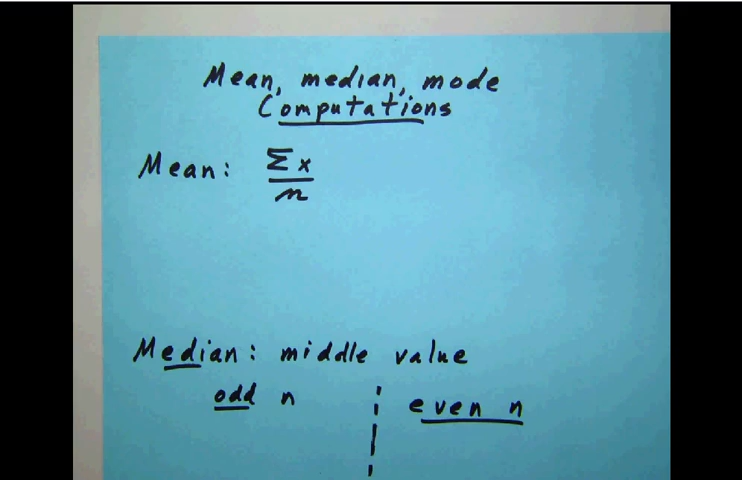 Mean, median, mode
Computations
Mean: Σx
n
Median: middle value
odd n
even n